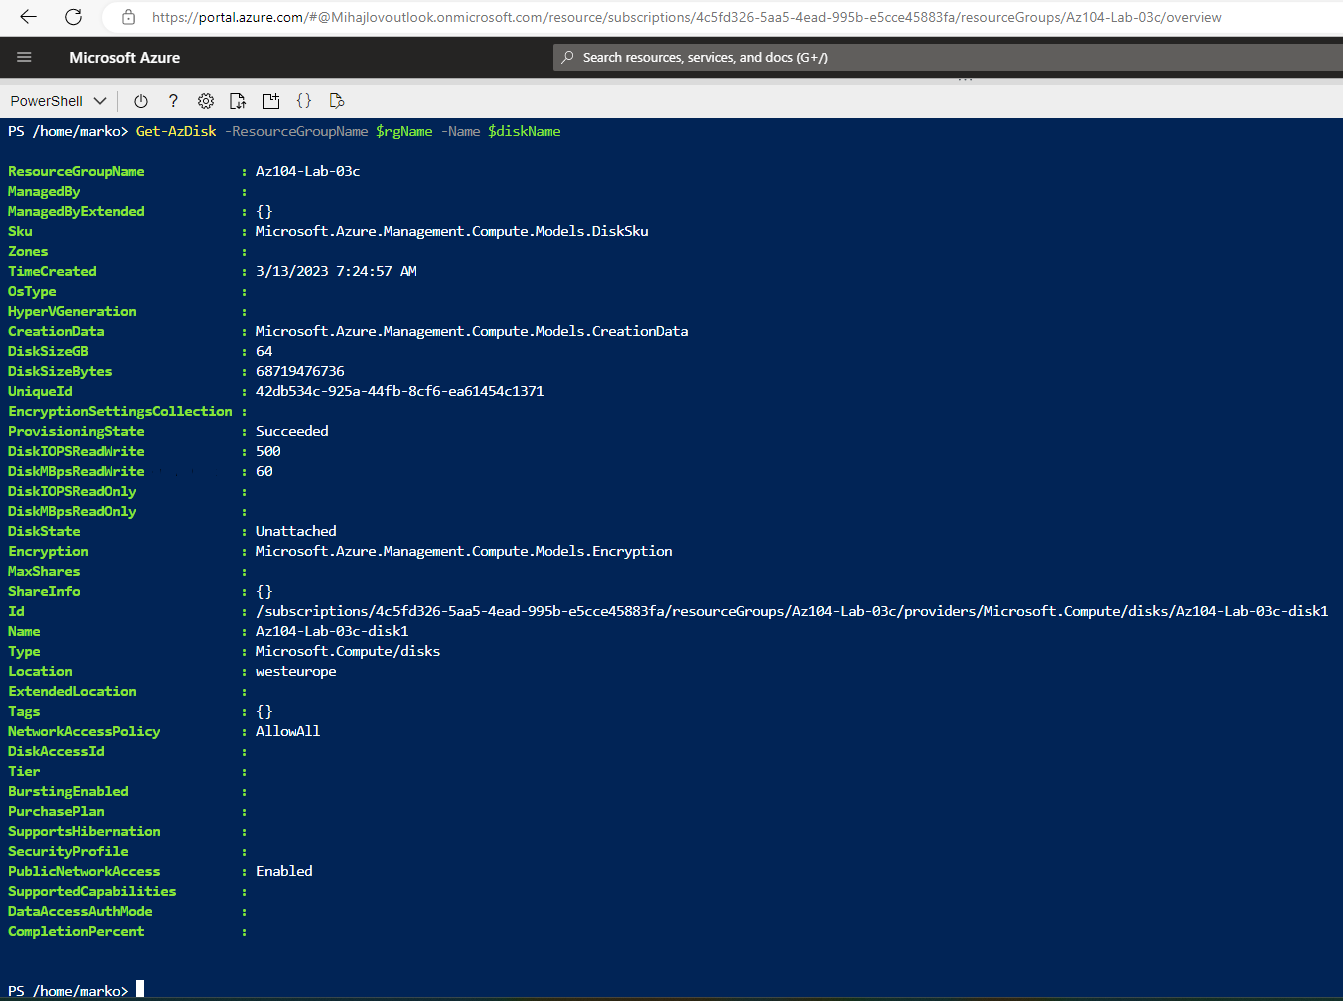 https://portal.azure.com/#@Mihajlovoutlook.onmicrosoft.com/resource/subscriptions/4c5fd326-5aa5-4ead-995b-e5cce45883fa/resourceGroups/Az104-Lab-03c/overview
Microsoft Azure
Search resources, services, and docs (G+/)
PowerShell
PS /home/marko> Get-AzDisk -ResourceGroupName $rgName -Name $diskName
ResourceGroupName : Az104-Lab-03c
ManagedBy :
ManagedByExtended : {}
Sku : Microsoft.Azure.Management.Compute.Models.DiskSku
Zones :
TimeCreated : 3/13/2023 7:24:57 AM
OsType :
HyperVGeneration :
CreationData : Microsoft.Azure.Management.Compute.Models.CreationData
DiskSizeGB : 64
DiskSizeBytes : 68719476736
UniqueId : 42db534c-925a-44fb-8cf6-ea61454c1371
EncryptionSettingsCollection :
ProvisioningState : Succeeded
DiskIOPSReadWrite : 500
DiskMBpsReadWrite : 60
DiskIOPSReadOnly :
DiskMBpsReadOnly :
DiskState : Unattached
Encryption : Microsoft.Azure.Management.Compute.Models.Encryption
MaxShares :
ShareInfo : {}
Id : /subscriptions/4c5fd326-5aa5-4ead-995b-e5cce45883fa/resourceGroups/Az104-Lab-03c/providers/Microsoft.Compute/disks/Az104-Lab-03c-disk1
Name : Az104-Lab-03c-disk1
Type : Microsoft.Compute/disks
Location : westeurope
ExtendedLocation :
Tags : {}
NetworkAccessPolicy : AllowAll
DiskAccessId :
Tier :
BurstingEnabled :
PurchasePlan :
SupportsHibernation :
SecurityProfile :
PublicNetworkAccess : Enabled
SupportedCapabilities :
DataAccessAuthMode :
CompletionPercent :
PS /home/marko>